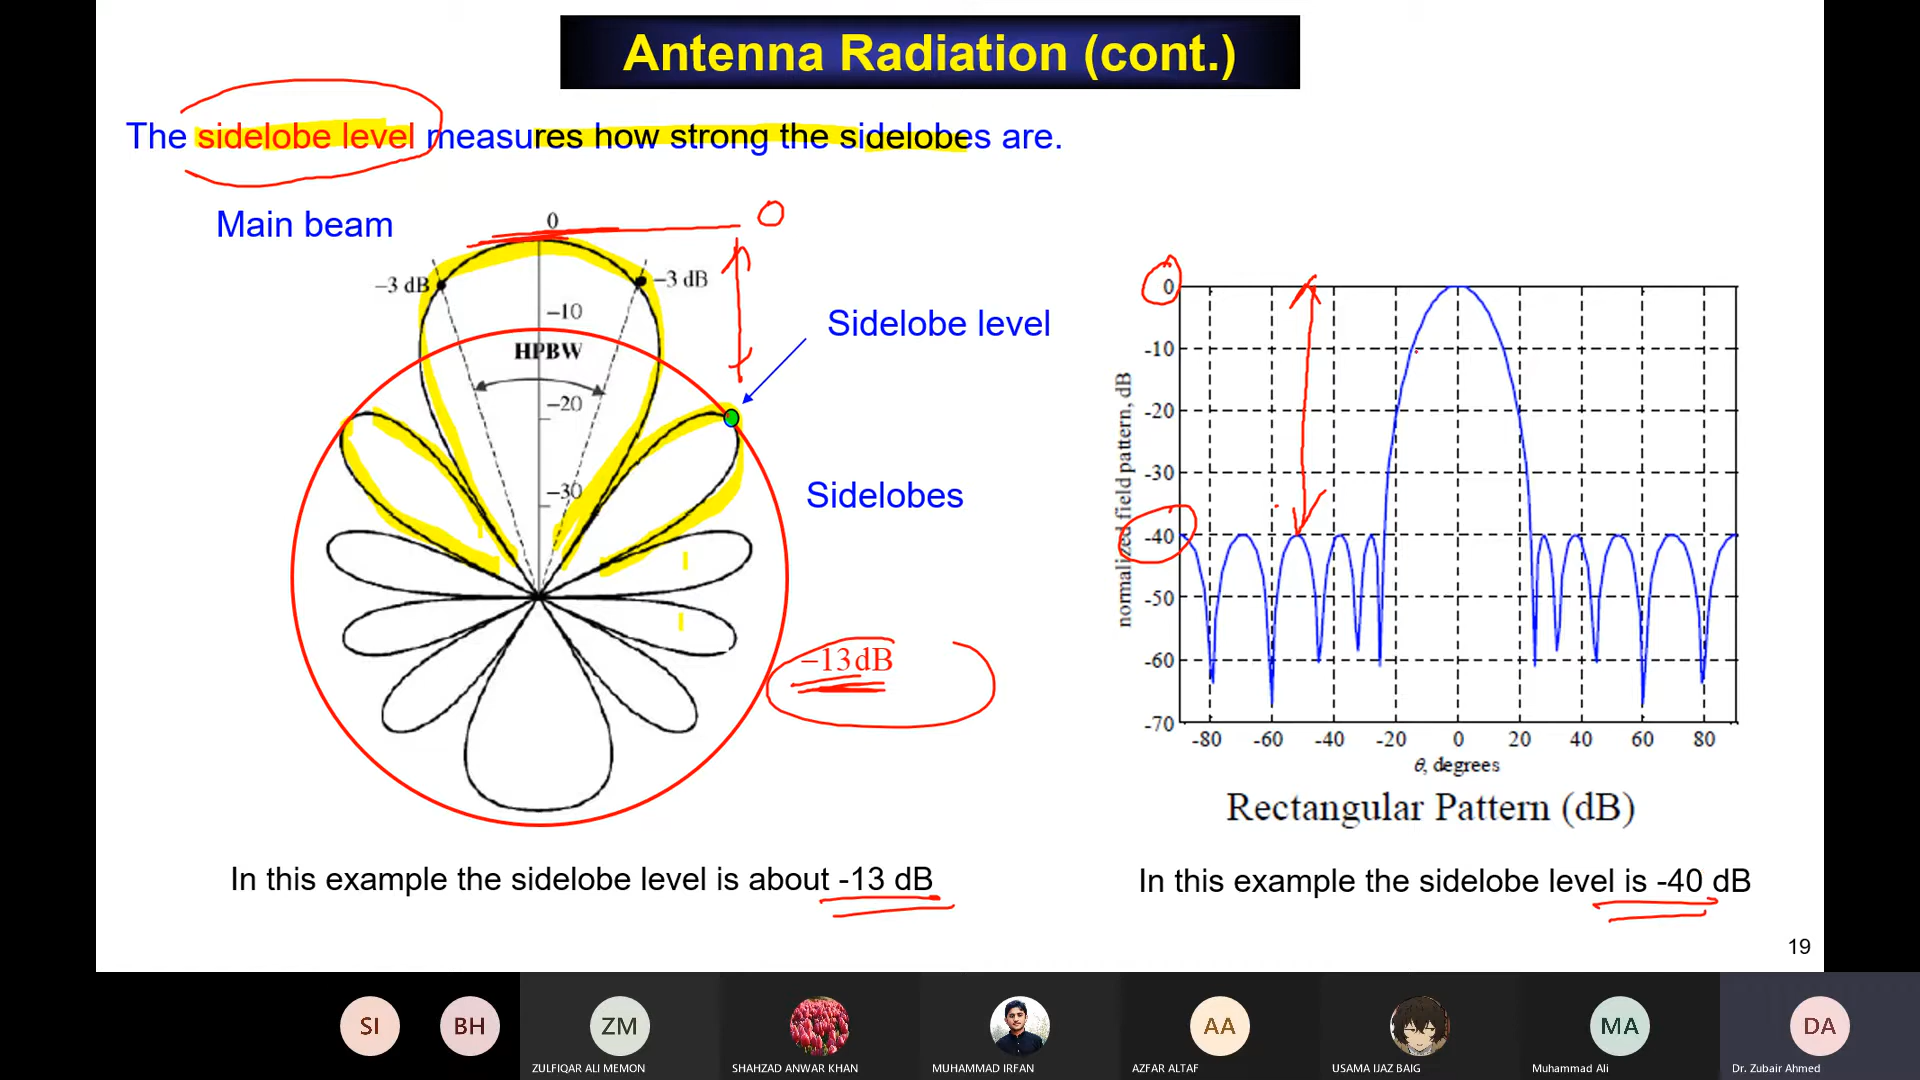 Antenna Radiation (cont.)
The sidelobe level measures how strong the sidelobes are.
Main beam
0
0
−3 dB
−3 dB
−10
HPBW
−20
−30
Sidelobe level
Sidelobes
−13dB
In this example the sidelobe level is about -13 dB
normalized field pattern, dB
0
-10
-20
-30
-40
-50
-60
-70
-80 -60 -40 -20 0 20 40 60 80
θ, degrees
Rectangular Pattern (dB)
In this example the sidelobe level is -40 dB
19
SI BH ZM AA MA DA
ZULFIQAR ALI MEMON SHAHZAD ANWAR KHAN MUHAMMAD IRFAN AZFAR ALTAF USAMA IJAZ BAIG Muhammad Ali Dr. Zubair Ahmed